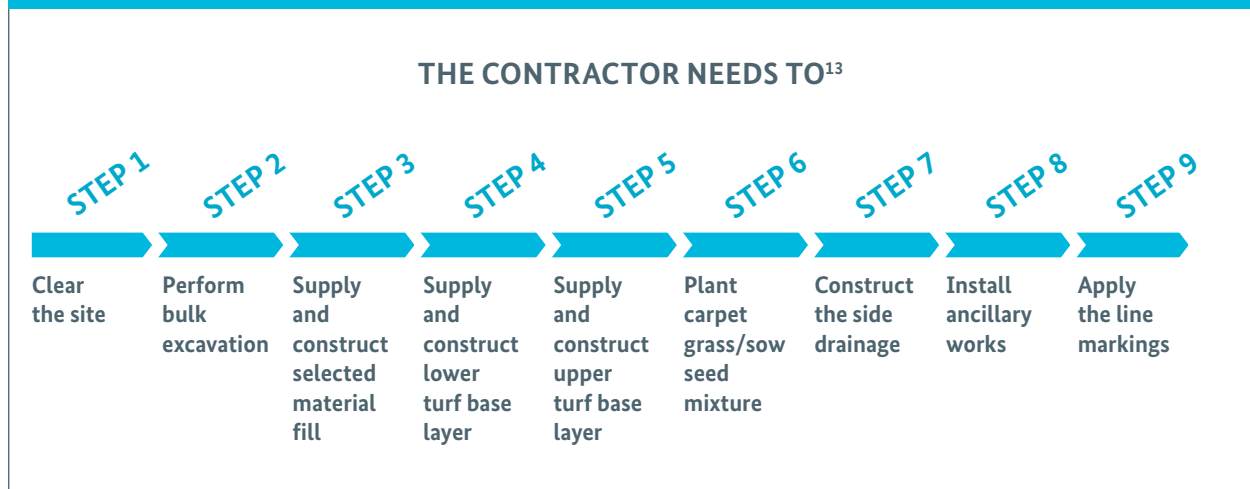 THE CONTRACTOR NEEDS TO¹³
STEP 1
STEP 2
STEP 3
STEP 4
STEP 5
STEP 6
STEP 7
STEP 8
STEP 9
Clear
the site
Perform
bulk
excavation
Supply
and
construct
selected
material
fill
Supply
and
construct
lower
turf base
layer
Supply
and
construct
upper
turf base
layer
Plant
carpet
grass/sow
seed
mixture
Construct
the side
drainage
Install
ancillary
works
Apply
the line
markings